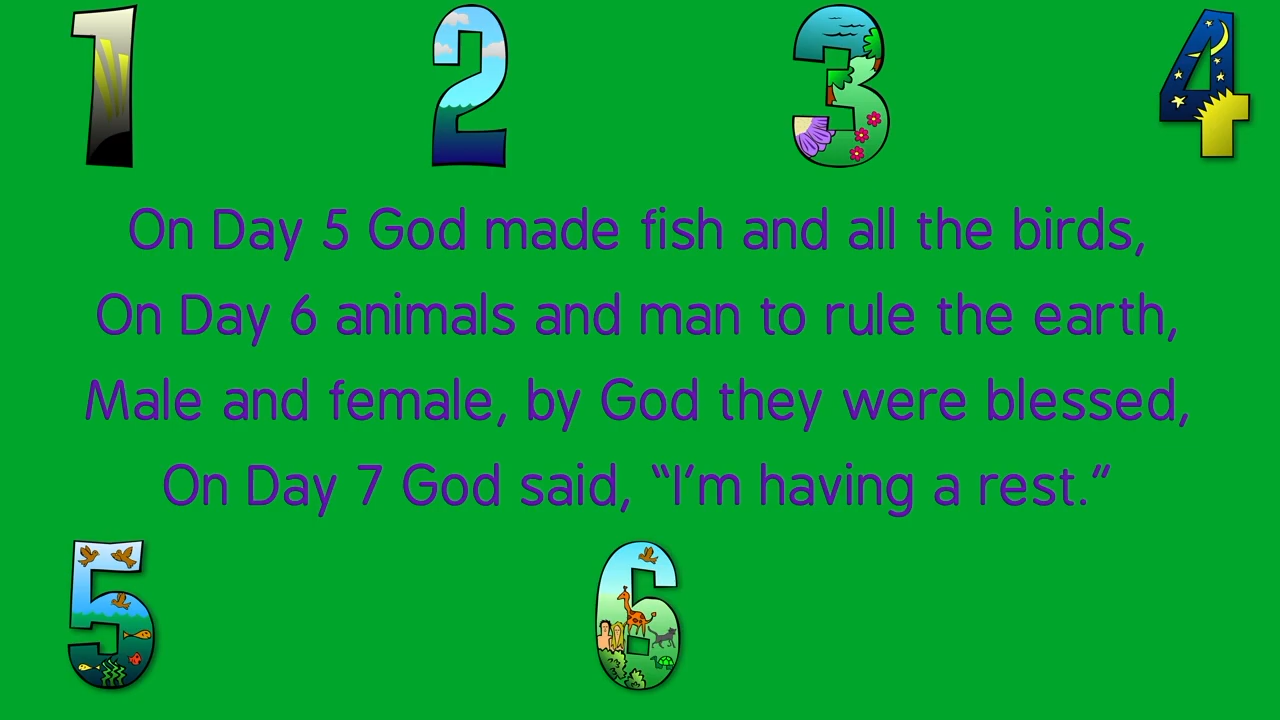 1 2 3 4
On Day 5 God made fish and all the birds,
On Day 6 animals and man to rule the earth,
Male and female, by God they were blessed,
On Day 7 God said, “I’m having a rest.”
5 6